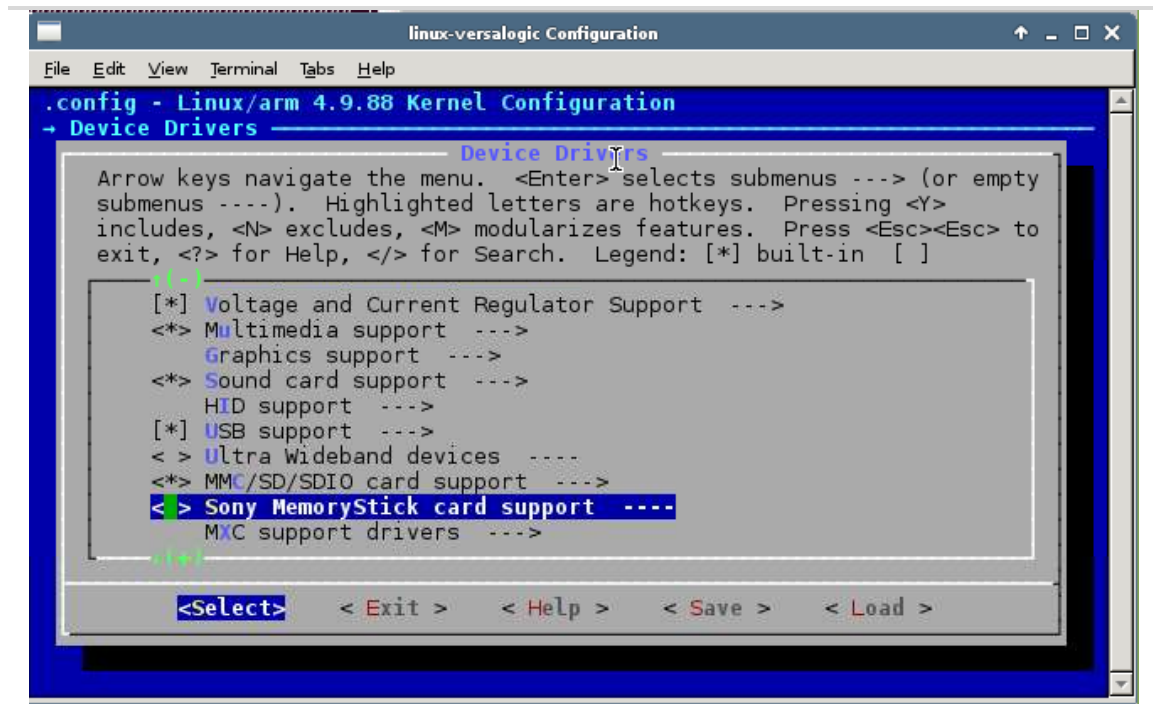 linux-versalogic Configuration
File Edit View Terminal Tabs Help
.config - Linux/arm 4.9.88 Kernel Configuration
→ Device Drivers
Device Drivers
Arrow keys navigate the menu. <Enter> selects submenus ---> (or empty
submenus ----). Highlighted letters are hotkeys. Pressing <Y>
includes, <N> excludes, <M> modularizes features. Press <Esc><Esc> to
exit, <?> for Help, </> for Search. Legend: [*] built-in [ ]
↑(-)
[*] Voltage and Current Regulator Support --->
<*> Multimedia support --->
Graphics support --->
<*> Sound card support --->
HID support --->
[*] USB support --->
< > Ultra Wideband devices ----
<*> MMC/SD/SDIO card support --->
< > Sony MemoryStick card support ----
MXC support drivers --->
↓(+)
<Select> < Exit > < Help > < Save > < Load >